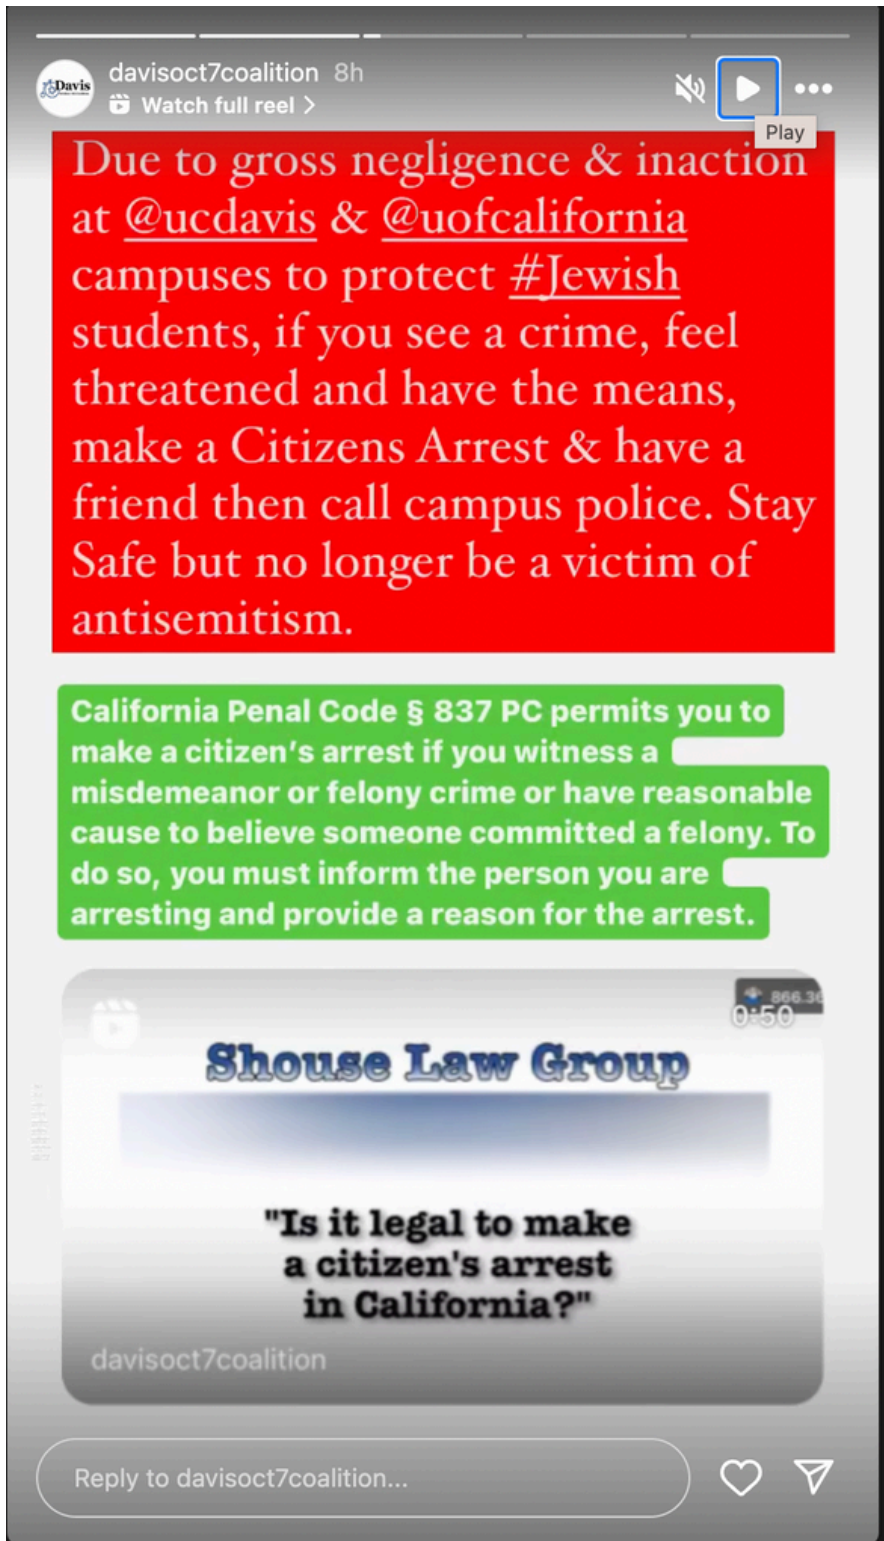 Davis
davisoct7coalition 8h
Watch full reel
Play
Due to gross negligence & inaction
at @ucdavis & @uofcalifornia
campuses to protect #Jewish
students, if you see a crime, feel
threatened and have the means,
make a Citizens Arrest & have a
friend then call campus police. Stay
Safe but no longer be a victim of
antisemitism.
California Penal Code § 837 PC permits you to
make a citizen's arrest if you witness a
misdemeanor or felony crime or have reasonable
cause to believe someone committed a felony. To
do so, you must inform the person you are
arresting and provide a reason for the arrest.
866.36
0:50
Shouse Law Group
"Is it legal to make
a citizen's arrest
in California?"
davisoct7coalition
Reply to davisoct7coalition...